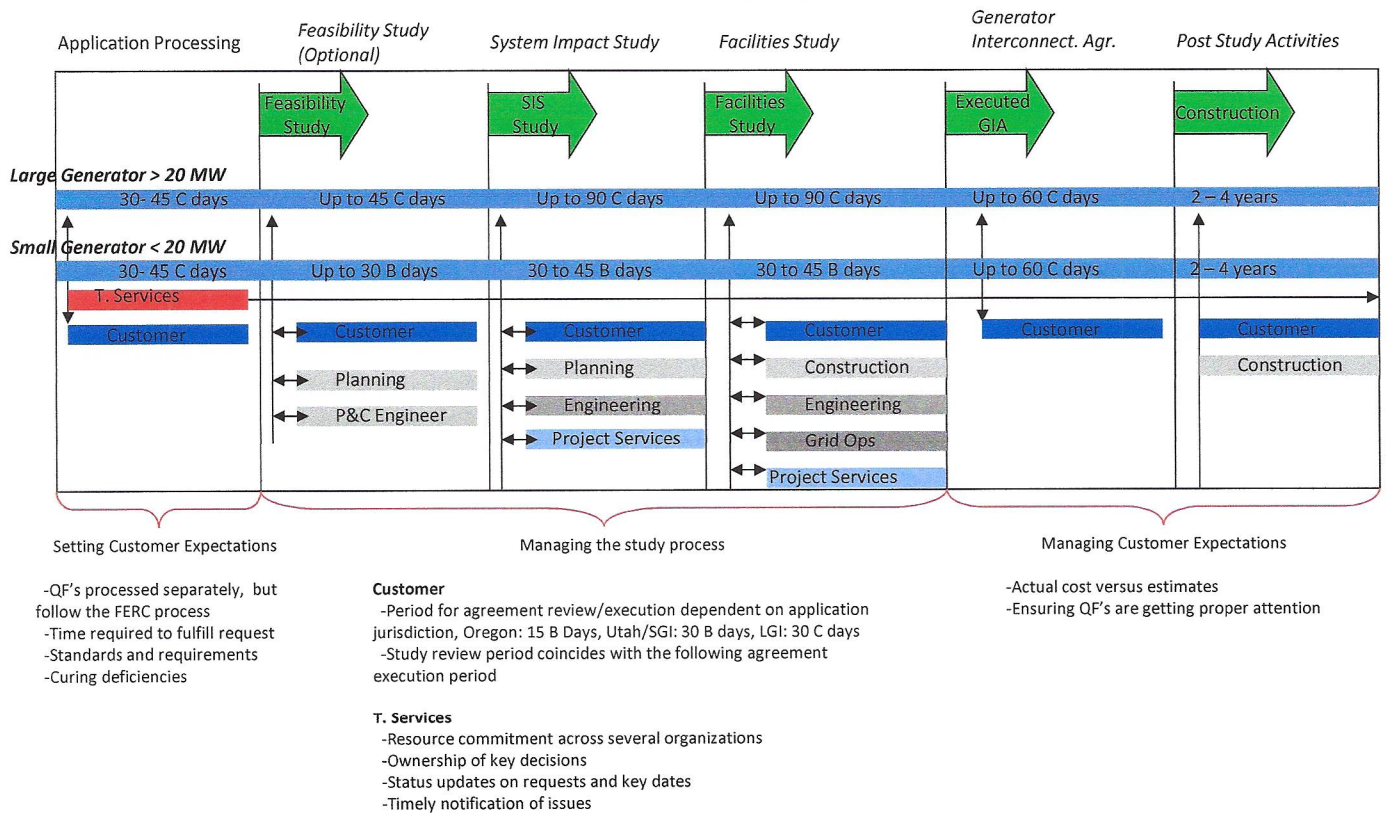 Application Processing
Feasibility Study
(Optional)
System Impact Study
Facilities Study
Generator
Interconnect. Agr.
Post Study Activities
Feasibility
Study
SIS
Study
Facilities
Study
Executed
GIA
Construction
Large Generator > 20 MW
30- 45 C days
Up to 45 C days
Up to 90 C days
Up to 90 C days
Up to 60 C days
2 – 4 years
Small Generator < 20 MW
30- 45 C days
Up to 30 B days
30 to 45 B days
30 to 45 B days
Up to 60 C days
2 – 4 years
T. Services
Customer
Customer
Planning
P&C Engineer
Customer
Planning
Engineering
Project Services
Customer
Construction
Engineering
Grid Ops
Project Services
Customer
Customer
Construction
Setting Customer Expectations
-QF's processed separately, but
follow the FERC process
-Time required to fulfill request
-Standards and requirements
-Curing deficiencies
Managing the study process
Customer
-Period for agreement review/execution dependent on application
jurisdiction, Oregon: 15 B Days, Utah/SGI: 30 B days, LGI: 30 C days
-Study review period coincides with the following agreement
execution period
T. Services
-Resource commitment across several organizations
-Ownership of key decisions
-Status updates on requests and key dates
-Timely notification of issues
Managing Customer Expectations
-Actual cost versus estimates
-Ensuring QF's are getting proper attention